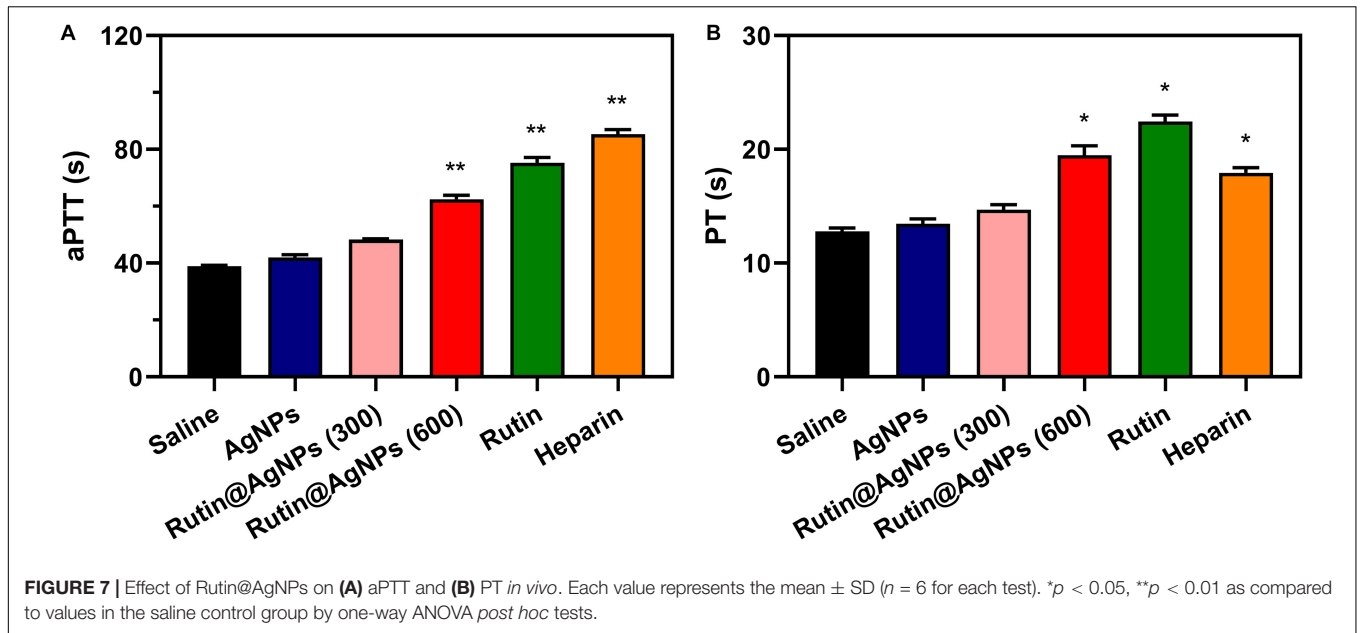 A
B
120
80
40
0
aPTT (s)
** ** **
Saline
AgNPs
Rutin@AgNPs (300)
Rutin@AgNPs (600)
Rutin
Heparin
30
20
10
0
PT (s)
* * *
Saline
AgNPs
Rutin@AgNPs (300)
Rutin@AgNPs (600)
Rutin
Heparin
FIGURE 7 | Effect of Rutin@AgNPs on (A) aPTT and (B) PT in vivo. Each value represents the mean ± SD (n = 6 for each test). *p < 0.05, **p < 0.01 as compared
to values in the saline control group by one-way ANOVA post hoc tests.